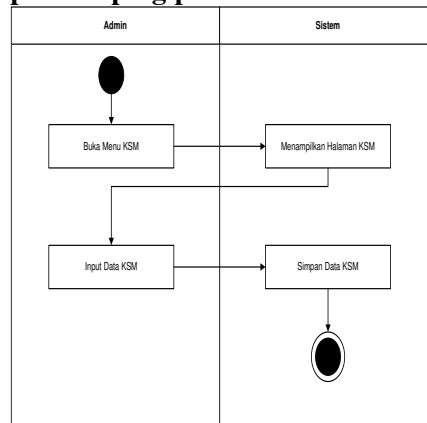 Admin Sistem
Buka Menu KSM Menampilkan Halaman KSM
Input Data KSM Simpan Data KSM